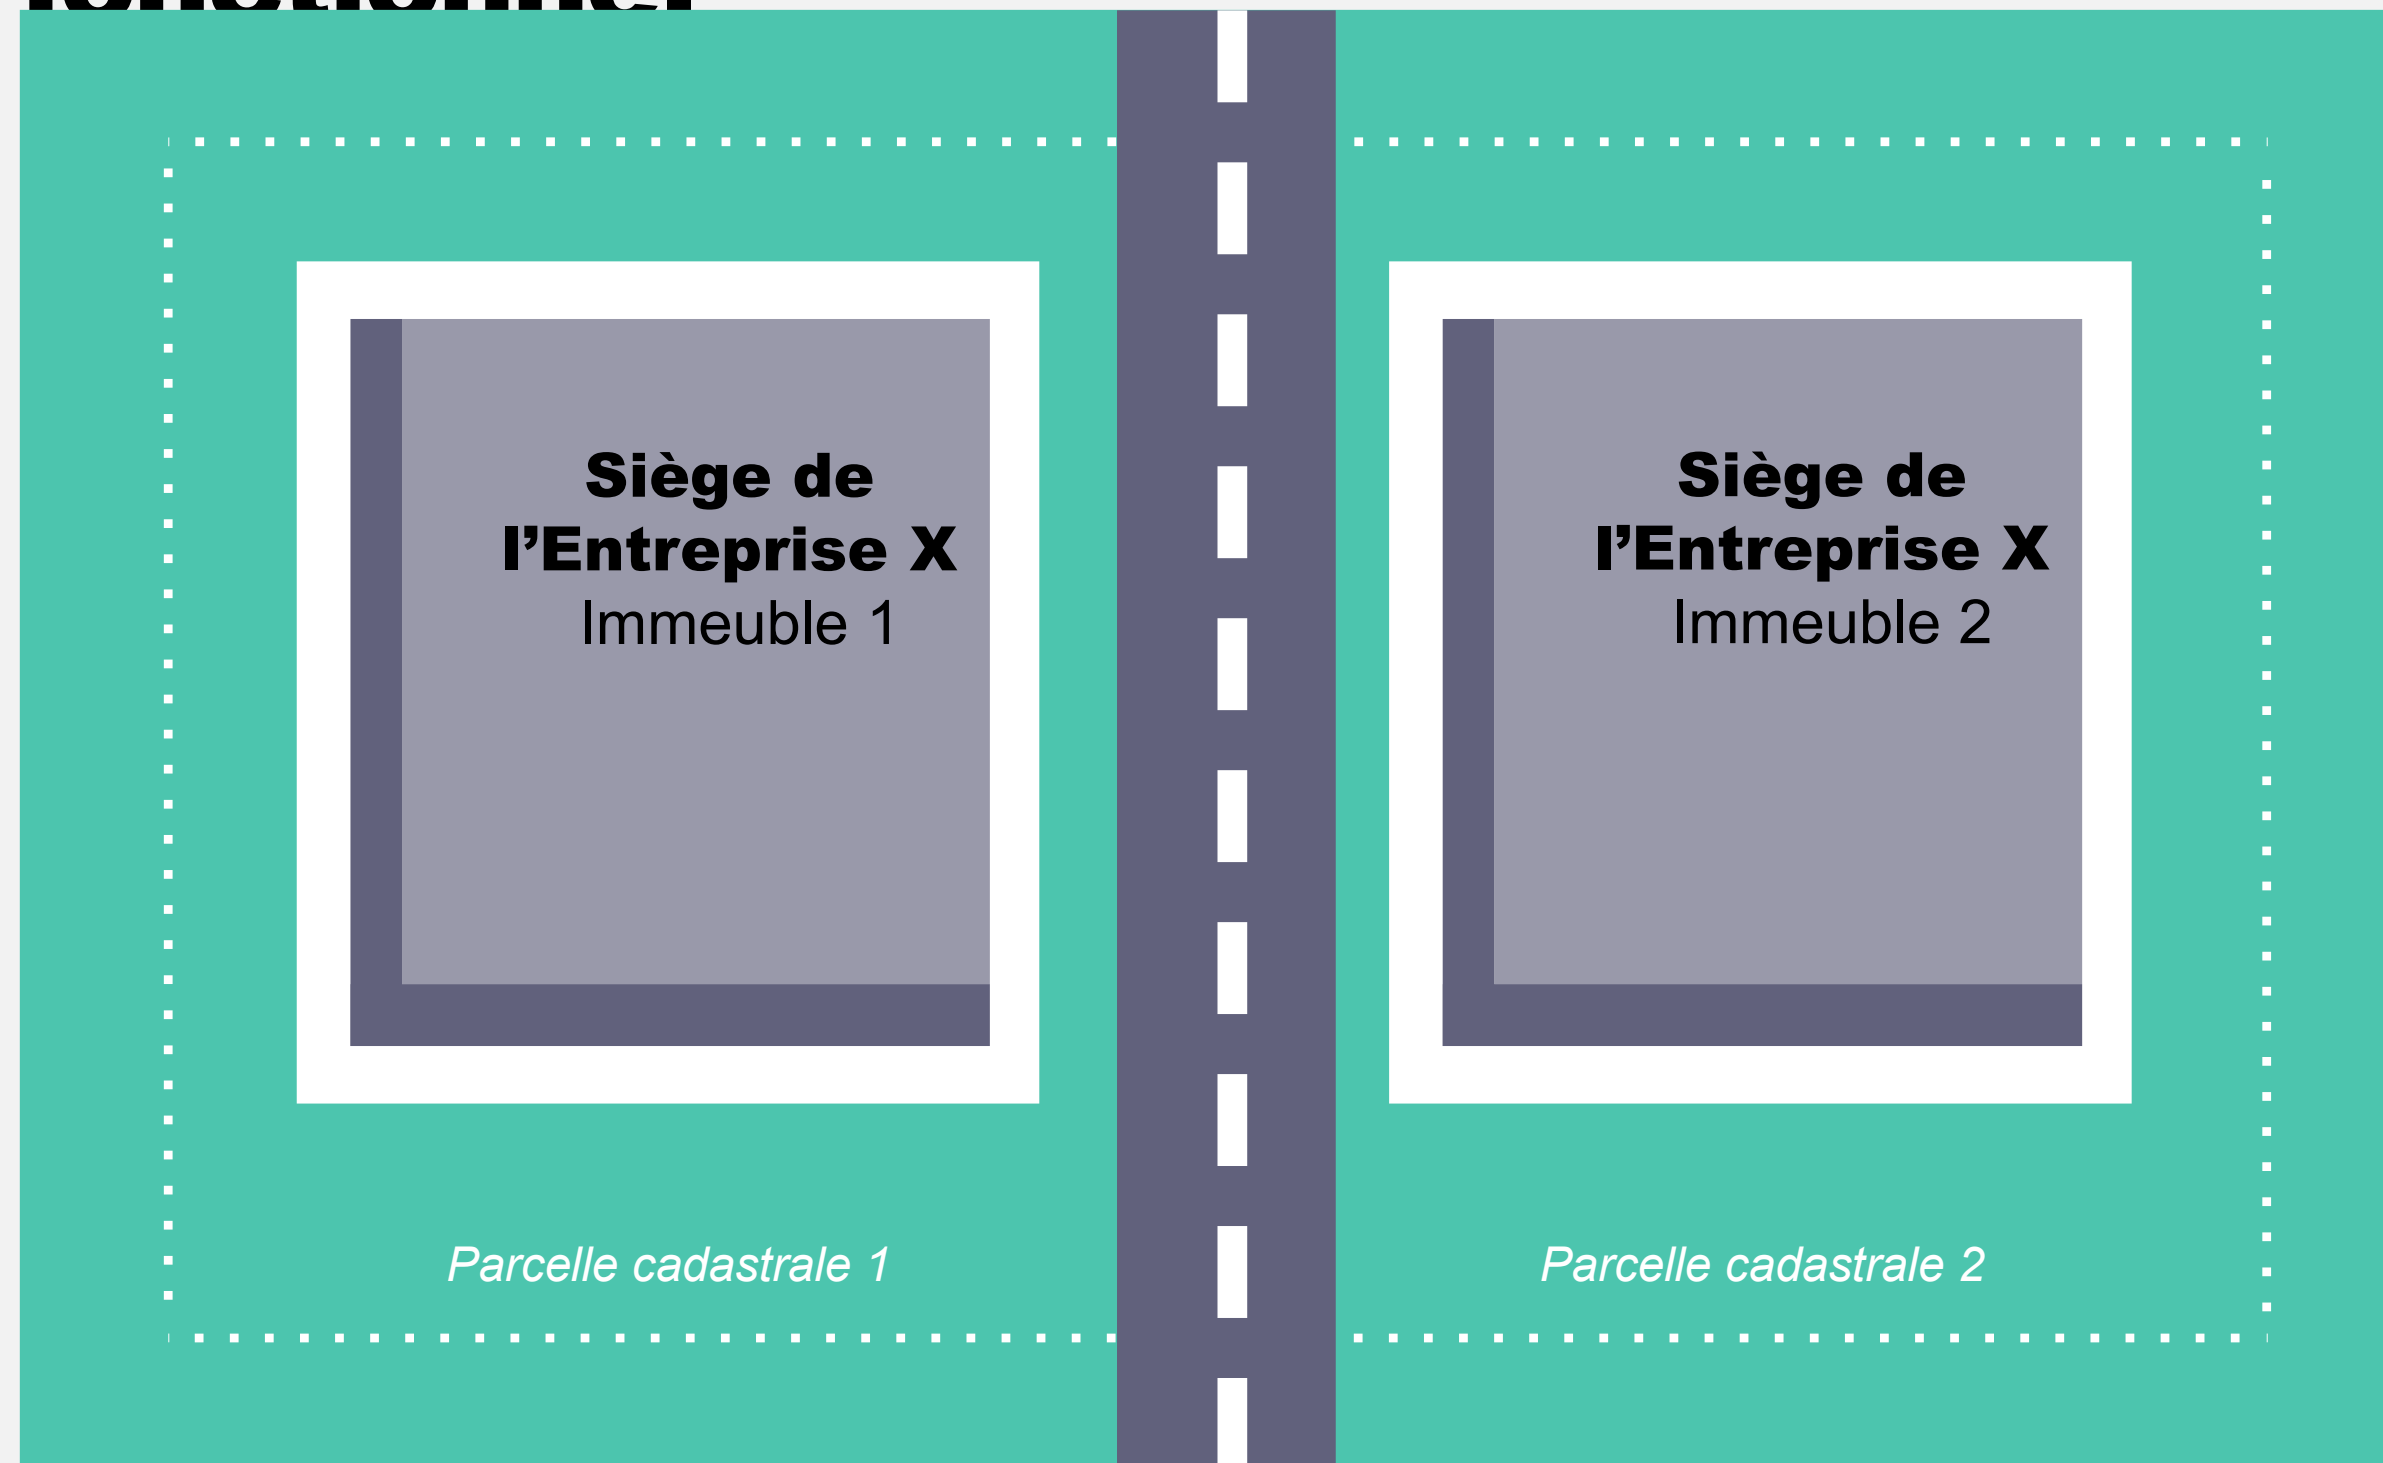 Siège de
l’Entreprise X
Immeuble 1
Siège de
l’Entreprise X
Immeuble 2
Parcelle cadastrale 1
Parcelle cadastrale 2